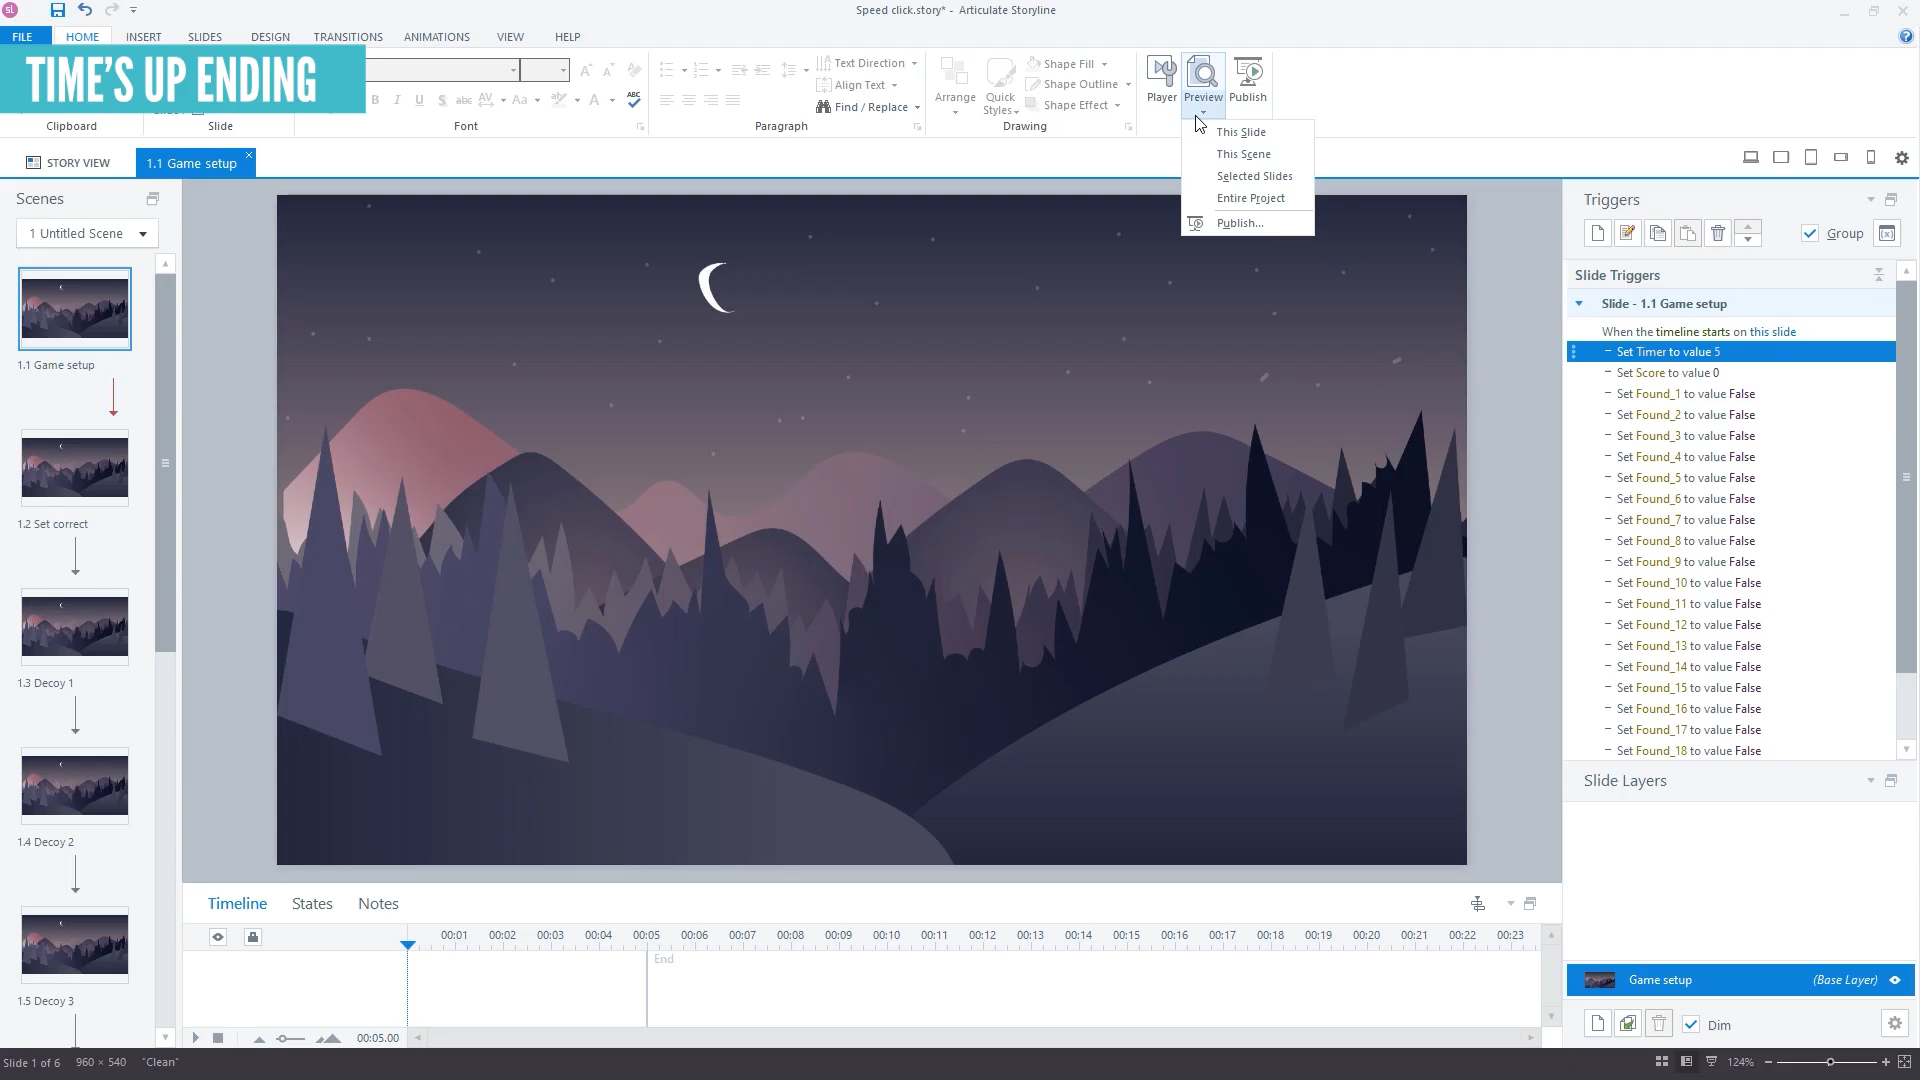 Speed click.story* - Articulate Storyline
FILE
HOME
INSERT
SLIDES
DESIGN
TRANSITIONS
ANIMATIONS
VIEW
HELP
TIME'S UP ENDING
Text Direction
Align Text
Find / Replace
Arrange
Quick
Styles
Shape Fill
Shape Outline
Shape Effect
Player
Preview
Publish
Clipboard
Slide
Font
Paragraph
Drawing
This Slide
This Scene
Selected Slides
Entire Project
Publish...
STORY VIEW
1.1 Game setup
Scenes
1 Untitled Scene
1.1 Game setup
1.2 Set correct
1.3 Decoy 1
1.4 Decoy 2
1.5 Decoy 3
Triggers
Group
Slide Triggers
Slide - 1.1 Game setup
When the timeline starts on this slide
Set Timer to value 5
Set Score to value 0
Set Found_1 to value False
Set Found_2 to value False
Set Found_3 to value False
Set Found_4 to value False
Set Found_5 to value False
Set Found_6 to value False
Set Found_7 to value False
Set Found_8 to value False
Set Found_9 to value False
Set Found_10 to value False
Set Found_11 to value False
Set Found_12 to value False
Set Found_13 to value False
Set Found_14 to value False
Set Found_15 to value False
Set Found_16 to value False
Set Found_17 to value False
Set Found_18 to value False
Slide Layers
Game setup (Base Layer)
Dim
Timeline States Notes
00:01 00:02 00:03 00:04 00:05 00:06 00:07 00:08 00:09 00:10 00:11 00:12 00:13 00:14 00:15 00:16 00:17 00:18 00:19 00:20 00:21 00:22 00:23
End
00:05.00
Slide 1 of 6 960 × 540 "Clean"
124%